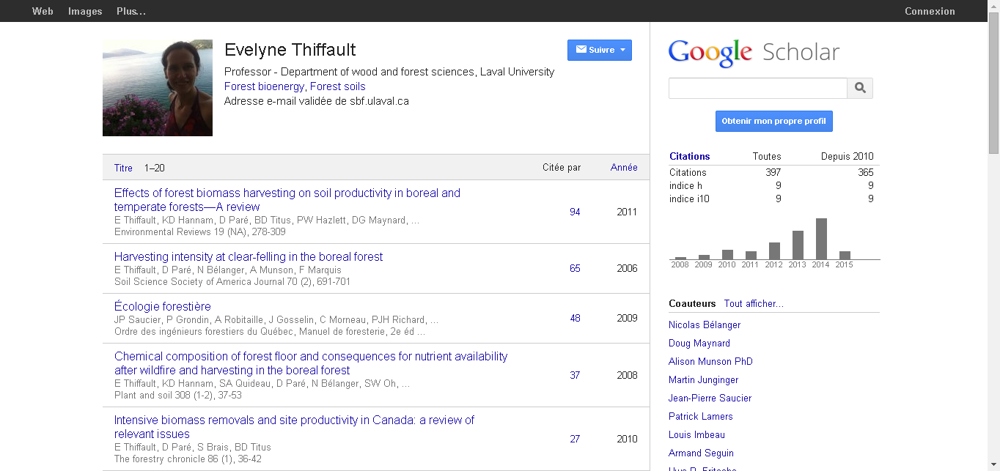 Web Images Plus... Connexion
Evelyne Thiffault
Suivre
Professor - Department of wood and forest sciences, Laval University
Forest bioenergy, Forest soils
Adresse e-mail validée de sbf.ulaval.ca
Titre 1–20 Citée par Année
Effects of forest biomass harvesting on soil productivity in boreal and
temperate forests—A review
E Thiffault, KD Hannam, D Paré, BD Titus, PW Hazlett, DG Maynard, ...
Environmental Reviews 19 (NA), 278-309
94 2011
Harvesting intensity at clear-felling in the boreal forest
E Thiffault, D Paré, N Bélanger, A Munson, F Marquis
Soil Science Society of America Journal 70 (2), 691-701
65 2006
Écologie forestière
JP Saucier, P Grondin, A Robitaille, J Gosselin, C Morneau, PJH Richard, ...
Ordre des ingénieurs forestiers du Québec, Manuel de foresterie, 2e éd ...
48 2009
Chemical composition of forest floor and consequences for nutrient availability
after wildfire and harvesting in the boreal forest
E Thiffault, KD Hannam, SA Quideau, D Paré, N Bélanger, SW Oh, ...
Plant and soil 308 (1-2), 37-53
37 2008
Intensive biomass removals and site productivity in Canada: a review of
relevant issues
E Thiffault, D Paré, S Brais, BD Titus
The forestry chronicle 86 (1), 36-42
27 2010
Google Scholar
Obtenir mon propre profil
Citations Toutes Depuis 2010
Citations 397 365
indice h 9 9
indice i10 9 9
2008 2009 2010 2011 2012 2013 2014 2015
Coauteurs Tout afficher...
Nicolas Bélanger
Doug Maynard
Alison Munson PhD
Martin Junginger
Jean-Pierre Saucier
Patrick Lamers
Louis Imbeau
Armand Seguin